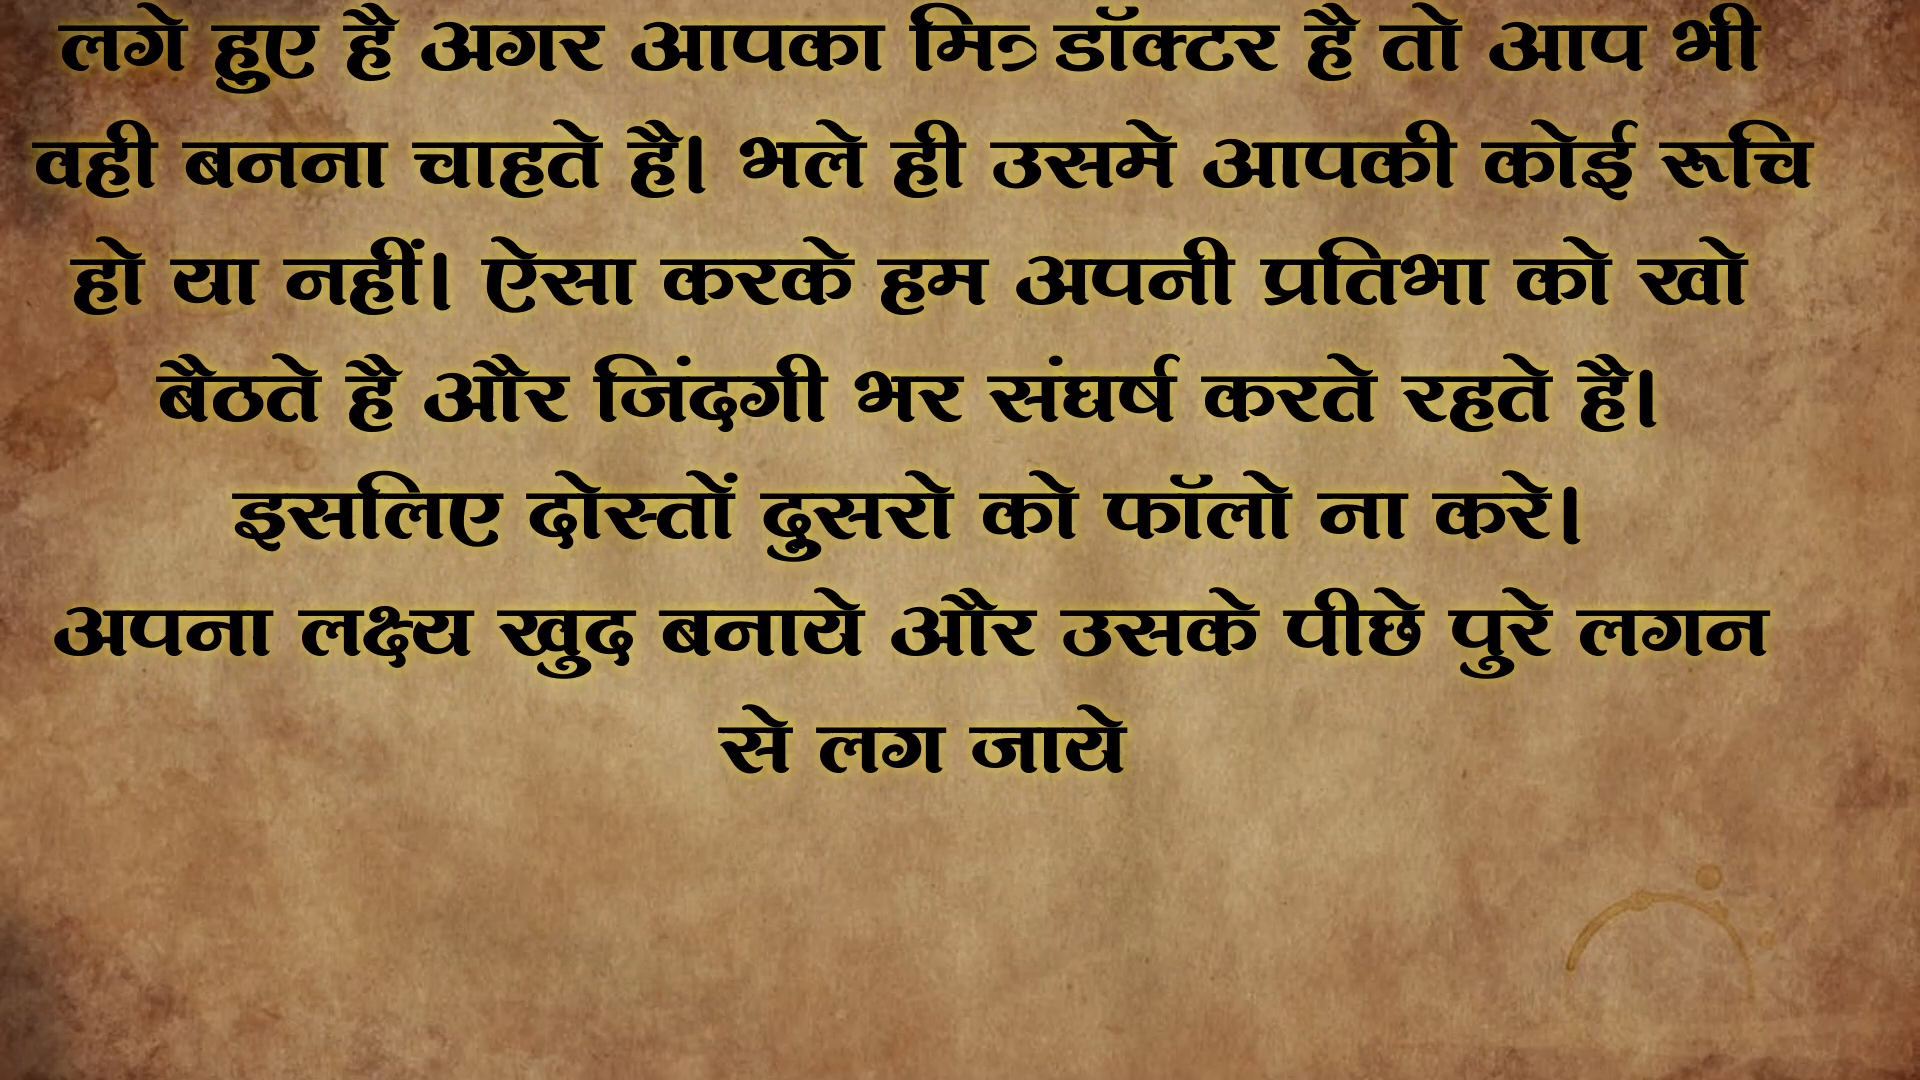 लगे हुए है अगर आपका मित्र डॉक्टर है तो आप भी
वही बनना चाहते है। भले ही उसमे आपकी कोई रूचि
हो या नहीं। ऐसा करके हम अपनी प्रतिभा को खो
बैठते है और जिंदगी भर संघर्ष करते रहते है।
इसलिए दोस्तों दुसरो को फॉलो ना करे।
अपना लक्ष्य खुद बनाये और उसके पीछे पुरे लगन
से लग जाये